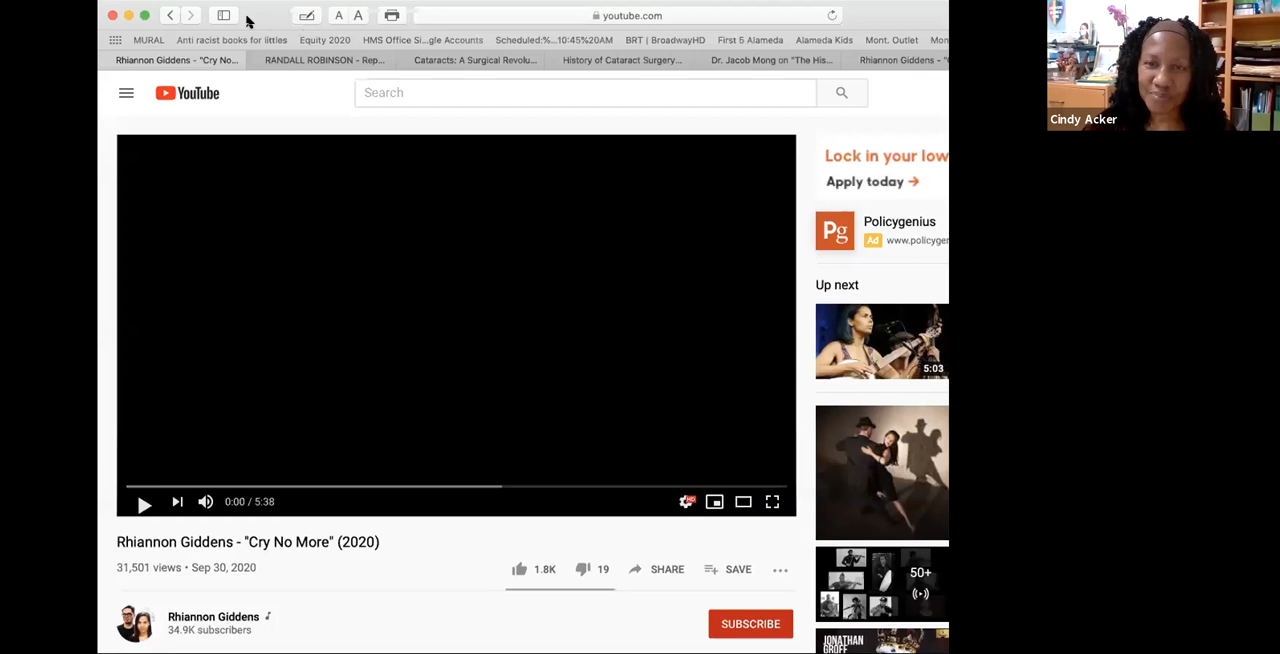 A A
youtube.com
MURAL Anti racist books for littles Equity 2020 HMS Office Si...gle Accounts Scheduled:%...10:45%20AM BRT | BroadwayHD First 5 Alameda Alameda Kids Mont. Outlet Mon
Rhiannon Giddens - "Cry No... RANDALL ROBINSON - Rep... Cataracts: A Surgical Revolu... History of Cataract Surgery... Dr. Jacob Mong on "The His... Rhiannon Giddens - "
YouTube
Search
Cindy Acker
Lock in your low
Apply today →
Pg
Policygenius
Ad www.policygen
Up next
5:03
0:00 / 5:38
HD
Rhiannon Giddens - "Cry No More" (2020)
31,501 views • Sep 30, 2020
1.8K 19 SHARE SAVE
50+
Rhiannon Giddens
34.9K subscribers
SUBSCRIBE
JONATHAN
GROFF